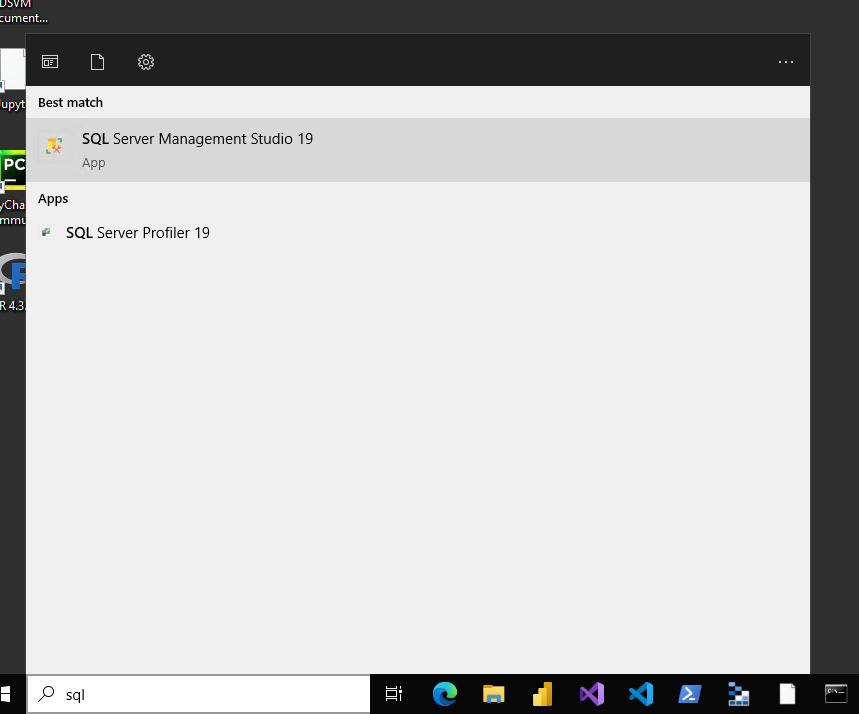 DSVM
cument...
Best match
SQL Server Management Studio 19
App
Apps
SQL Server Profiler 19
upyt
PC
yCha
mmu
R 4.3.
sql